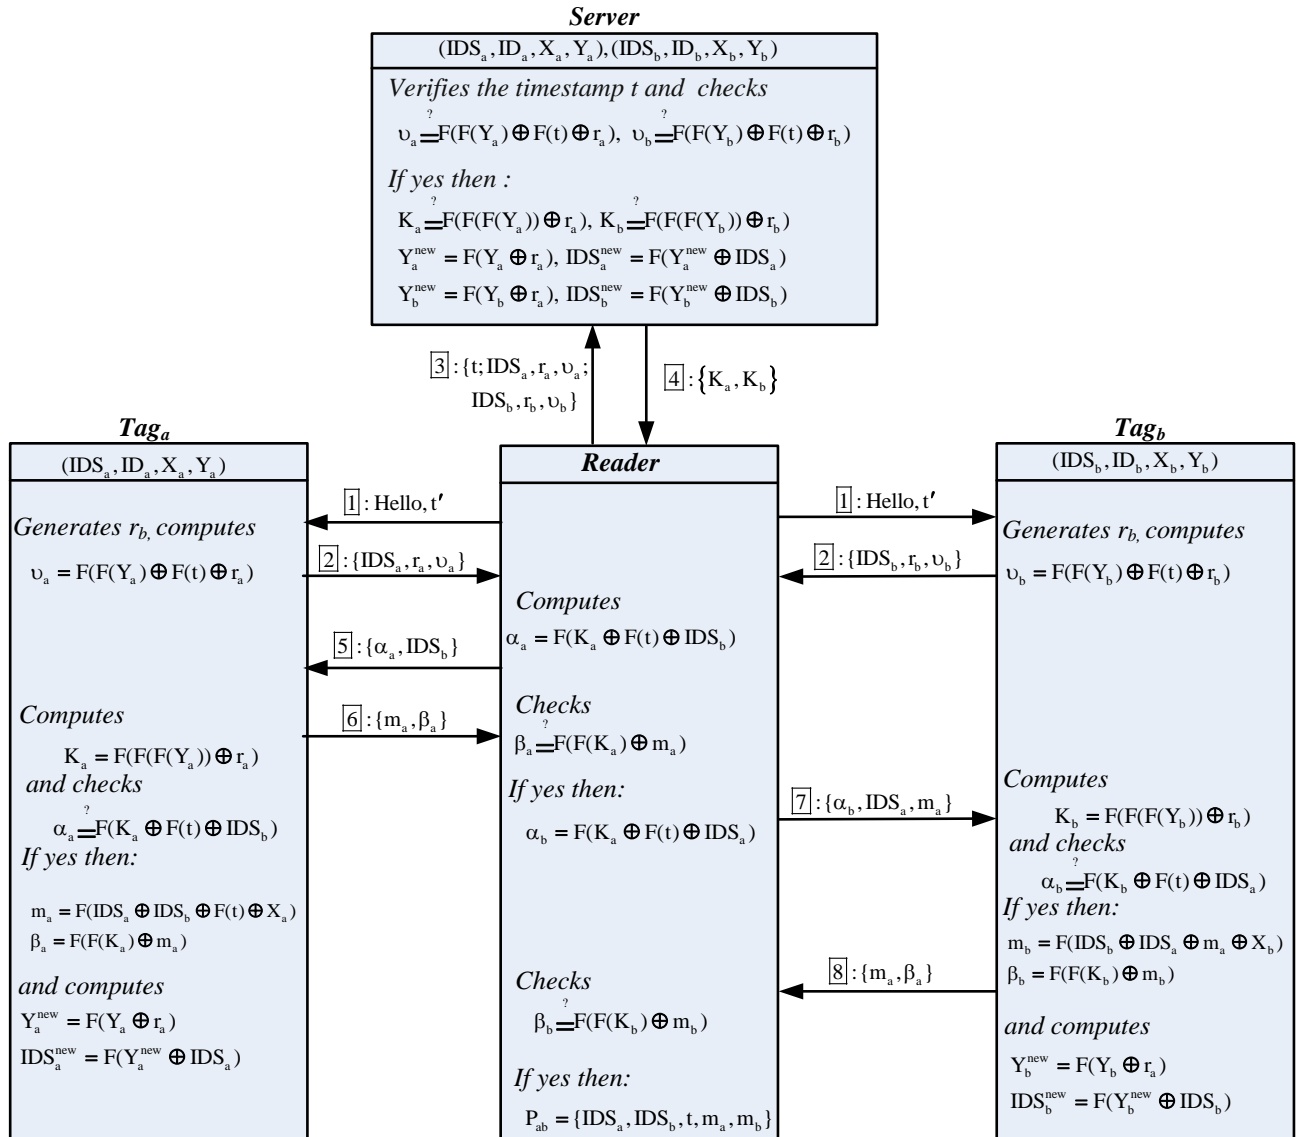 Server
(IDS_a, ID_a, X_a, Y_a), (IDS_b, ID_b, X_b, Y_b)
Verifies the timestamp t and checks
υ_a ≟ F(F(Y_a) ⊕ F(t) ⊕ r_a), υ_b ≟ F(F(Y_b) ⊕ F(t) ⊕ r_b)
If yes then :
K_a ≟ F(F(F(Y_a)) ⊕ r_a), K_b ≟ F(F(F(Y_b)) ⊕ r_b)
Y_a^new = F(Y_a ⊕ r_a), IDS_a^new = F(Y_a^new ⊕ IDS_a)
Y_b^new = F(Y_b ⊕ r_a), IDS_b^new = F(Y_b^new ⊕ IDS_b)
3 : {t; IDS_a, r_a, υ_a;
IDS_b, r_b, υ_b}
4 : {K_a, K_b}
Tag_a
(IDS_a, ID_a, X_a, Y_a)
Generates r_b, computes
υ_a = F(F(Y_a) ⊕ F(t) ⊕ r_a)
Computes
K_a = F(F(F(Y_a)) ⊕ r_a)
and checks
α_a ≟ F(K_a ⊕ F(t) ⊕ IDS_b)
If yes then:
m_a = F(IDS_a ⊕ IDS_b ⊕ F(t) ⊕ X_a)
β_a = F(F(K_a) ⊕ m_a)
and computes
Y_a^new = F(Y_a ⊕ r_a)
IDS_a^new = F(Y_a^new ⊕ IDS_a)
1 : Hello, t′
2 : {IDS_a, r_a, υ_a}
5 : {α_a, IDS_b}
6 : {m_a, β_a}
Reader
Computes
α_a = F(K_a ⊕ F(t) ⊕ IDS_b)
Checks
β_a ≟ F(F(K_a) ⊕ m_a)
If yes then:
α_b = F(K_a ⊕ F(t) ⊕ IDS_a)
Checks
β_b ≟ F(F(K_b) ⊕ m_b)
If yes then:
P_ab = {IDS_a, IDS_b, t, m_a, m_b}
1 : Hello, t′
2 : {IDS_b, r_b, υ_b}
7 : {α_b, IDS_a, m_a}
8 : {m_a, β_a}
Tag_b
(IDS_b, ID_b, X_b, Y_b)
Generates r_b, computes
υ_b = F(F(Y_b) ⊕ F(t) ⊕ r_b)
Computes
K_b = F(F(F(Y_b)) ⊕ r_b)
and checks
α_b ≟ F(K_b ⊕ F(t) ⊕ IDS_a)
If yes then:
m_b = F(IDS_b ⊕ IDS_a ⊕ m_a ⊕ X_b)
β_b = F(F(K_b) ⊕ m_b)
and computes
Y_b^new = F(Y_b ⊕ r_a)
IDS_b^new = F(Y_b^new ⊕ IDS_b)